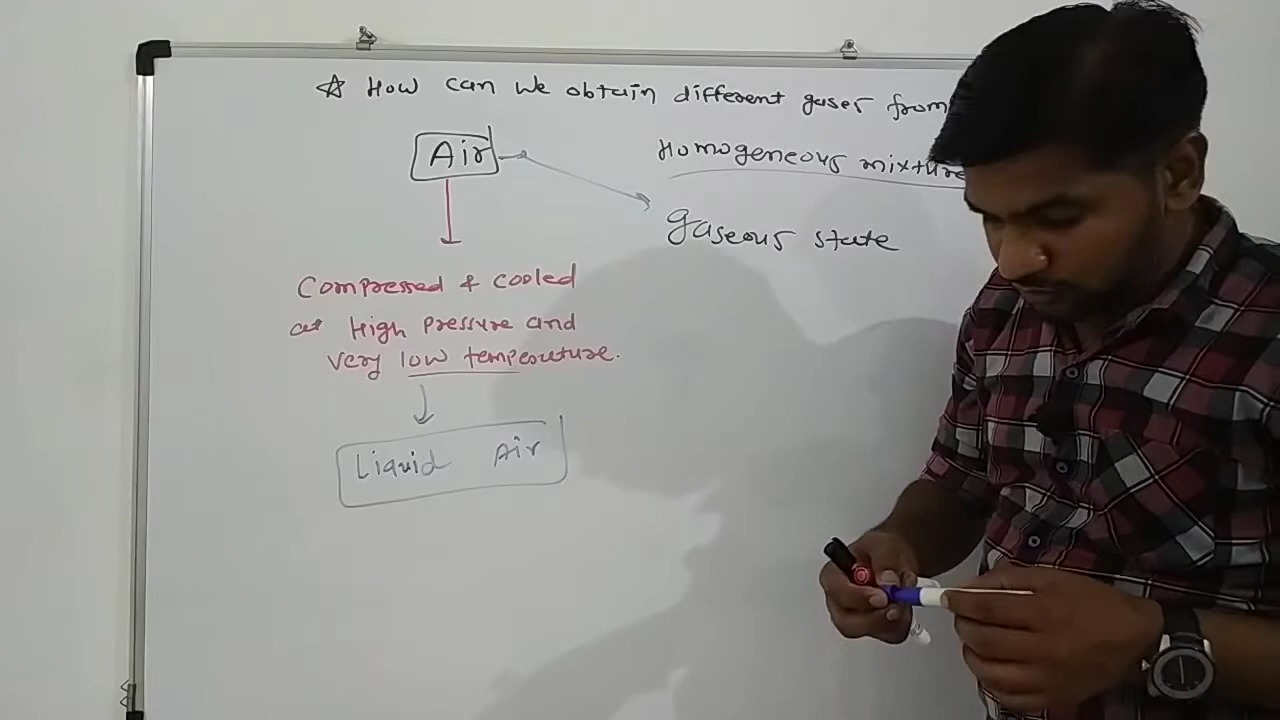 ☆ How can we obtain different gases from
Air
Homogeneous mixture
gaseous state
Compressed & cooled
at High pressure and
very low temperature.
Liquid Air